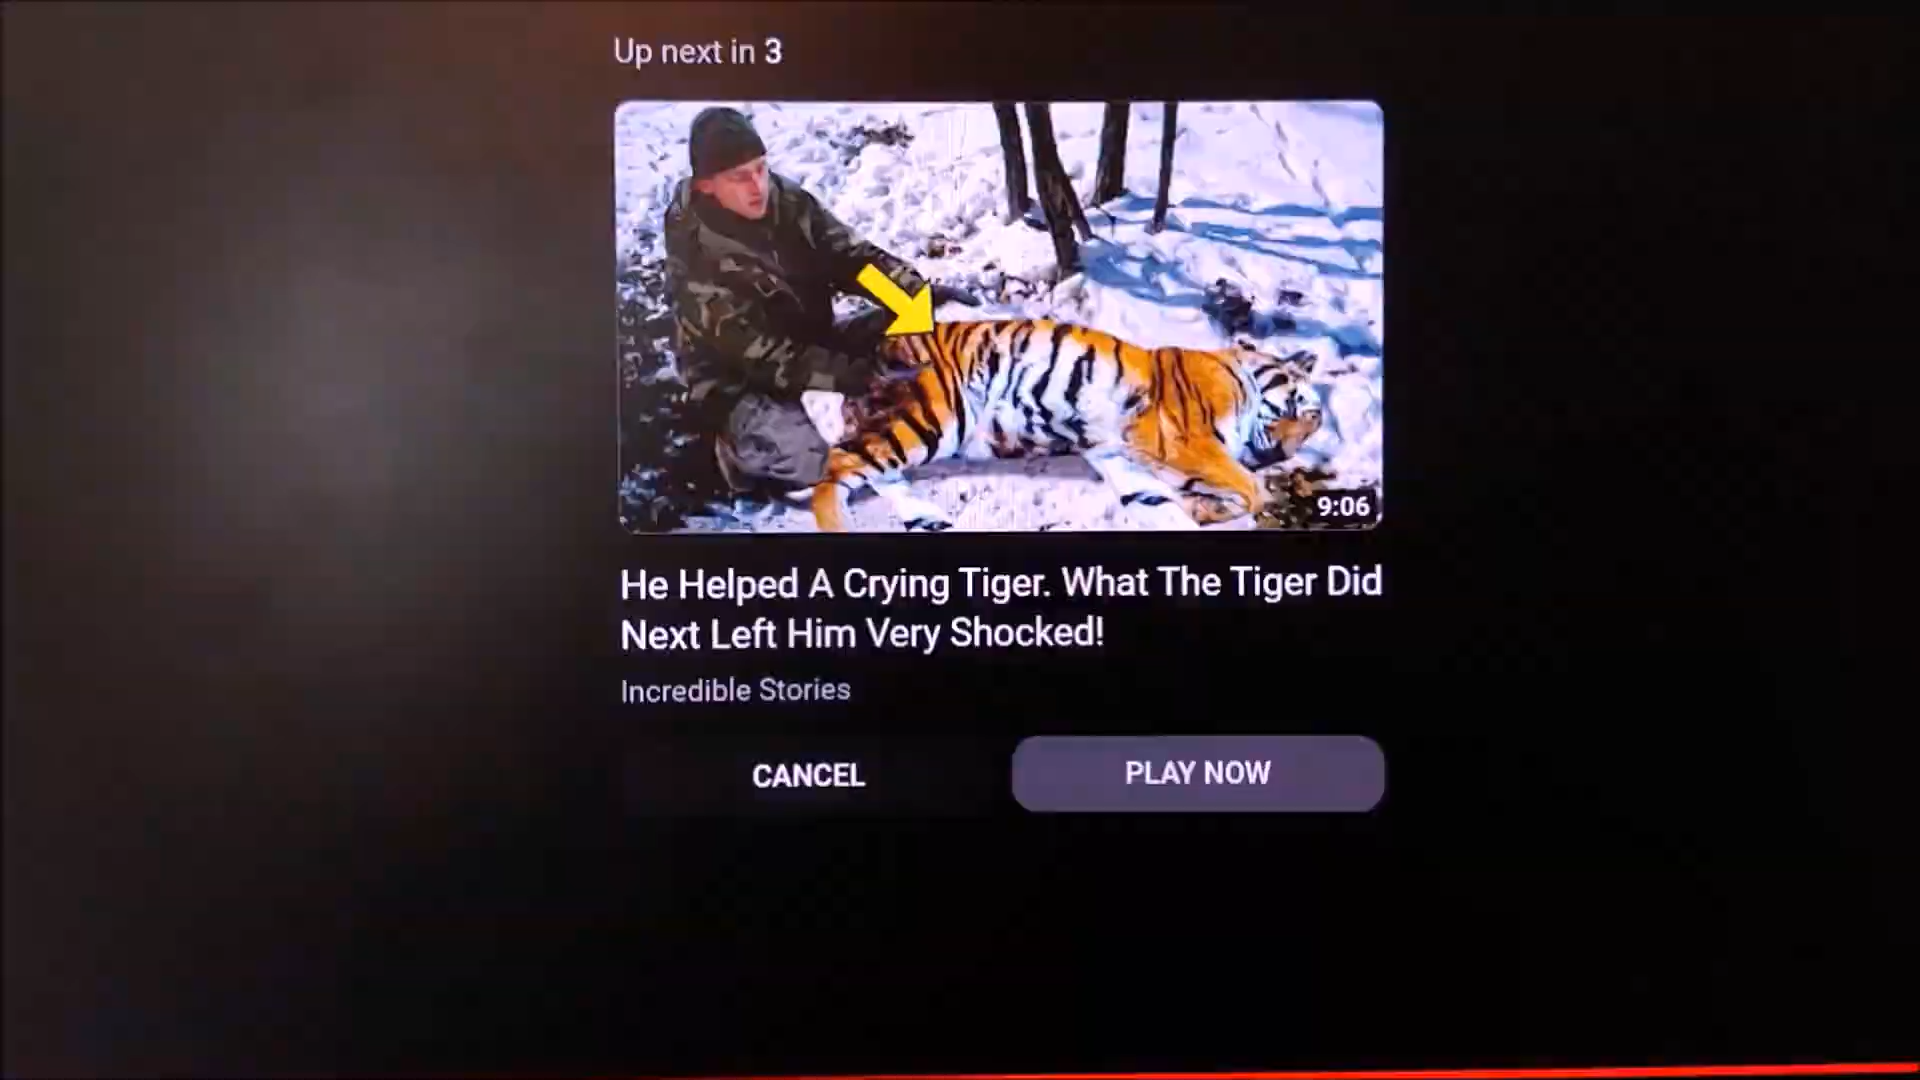 Up next in 3
9:06
He Helped A Crying Tiger. What The Tiger Did
Next Left Him Very Shocked!
Incredible Stories
CANCEL
PLAY NOW